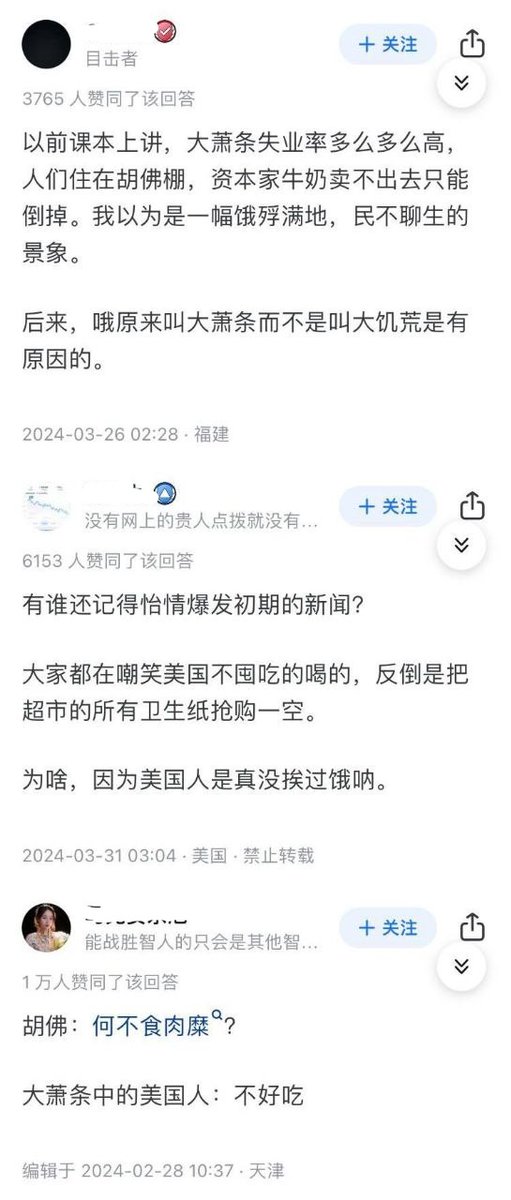 + 关注
目击者
3765 人赞同了该回答
以前课本上讲，大萧条失业率多么多么高，
人们住在胡佛棚，资本家牛奶卖不出去只能
倒掉。我以为是一幅饿殍满地，民不聊生的
景象。
后来，哦原来叫大萧条而不是叫大饥荒是有
原因的。
2024-03-26 02:28 · 福建
+ 关注
没有网上的贵人点拨就没有...
6153 人赞同了该回答
有谁还记得怡情爆发初期的新闻？
大家都在嘲笑美国不囤吃的喝的，反倒是把
超市的所有卫生纸抢购一空。
为啥，因为美国人是真没挨过饿呐。
2024-03-31 03:04 · 美国 · 禁止转载
+ 关注
能战胜智人的只会是其他智...
1 万人赞同了该回答
胡佛：何不食肉糜？
大萧条中的美国人：不好吃
编辑于 2024-02-28 10:37 · 天津